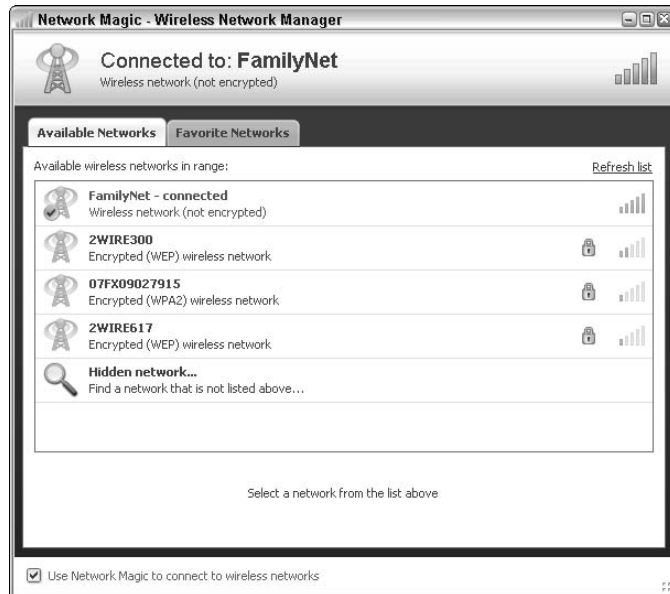 Network Magic - Wireless Network Manager
Connected to: FamilyNet
Wireless network (not encrypted)
Available Networks Favorite Networks
Available wireless networks in range: Refresh list
FamilyNet - connected
Wireless network (not encrypted)
2WIRE300
Encrypted (WEP) wireless network
07FX09027915
Encrypted (WPA2) wireless network
2WIRE617
Encrypted (WEP) wireless network
Hidden network...
Find a network that is not listed above...
Select a network from the list above
Use Network Magic to connect to wireless networks